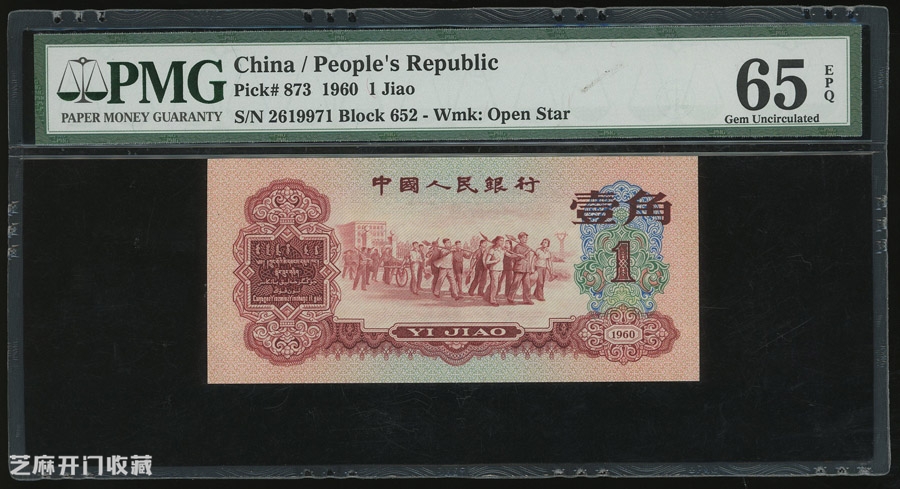 PMG
PAPER MONEY GUARANTY
China / People's Republic
Pick# 873 1960 1 Jiao
S/N 2619971 Block 652 - Wmk: Open Star
65
EPQ
Gem Uncirculated
中國人民銀行
壹角
1
YI JIAO
1960
芝麻开门收藏